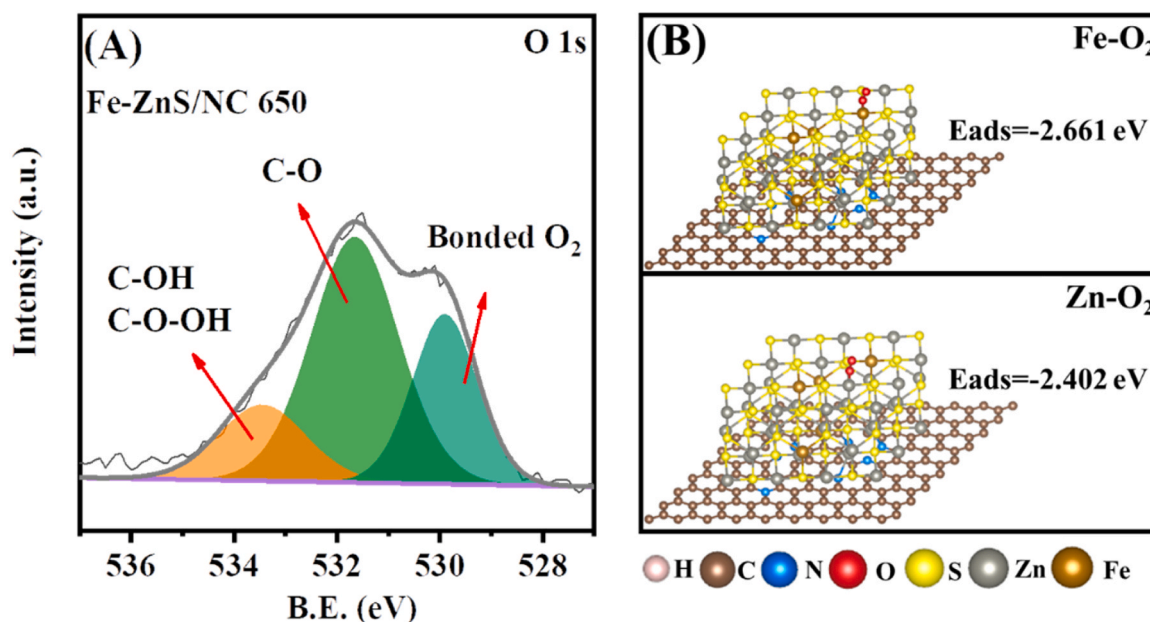 (A)
O 1s
Fe-ZnS/NC 650
C-O
Bonded O₂
C-OH
C-O-OH
Intensity (a.u.)
536 534 532 530 528
B.E. (eV)
(B)
Fe-O₂
Eads=-2.661 eV
Zn-O₂
Eads=-2.402 eV
H C N O S Zn Fe